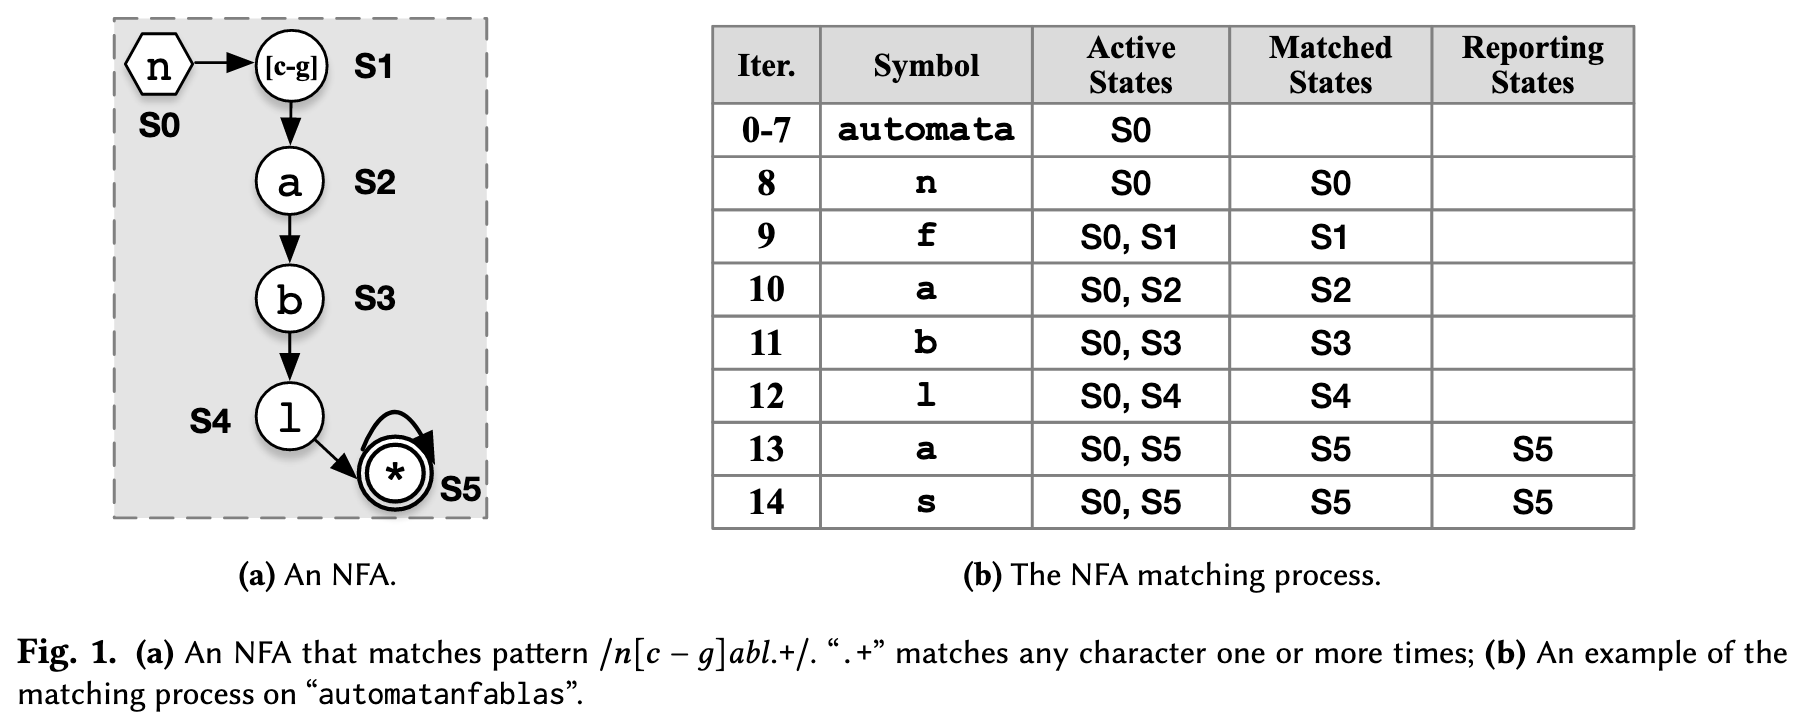 n
[c-g]
S1
S0
a
S2
b
S3
l
S4
*
S5
(a) An NFA.
Iter. Symbol Active States Matched States Reporting States
0-7 automata S0
8 n S0 S0
9 f S0, S1 S1
10 a S0, S2 S2
11 b S0, S3 S3
12 l S0, S4 S4
13 a S0, S5 S5 S5
14 s S0, S5 S5 S5
(b) The NFA matching process.
Fig. 1. (a) An NFA that matches pattern /n[c − g]abl.+/. “.+” matches any character one or more times; (b) An example of the
matching process on “automatanfablas”.